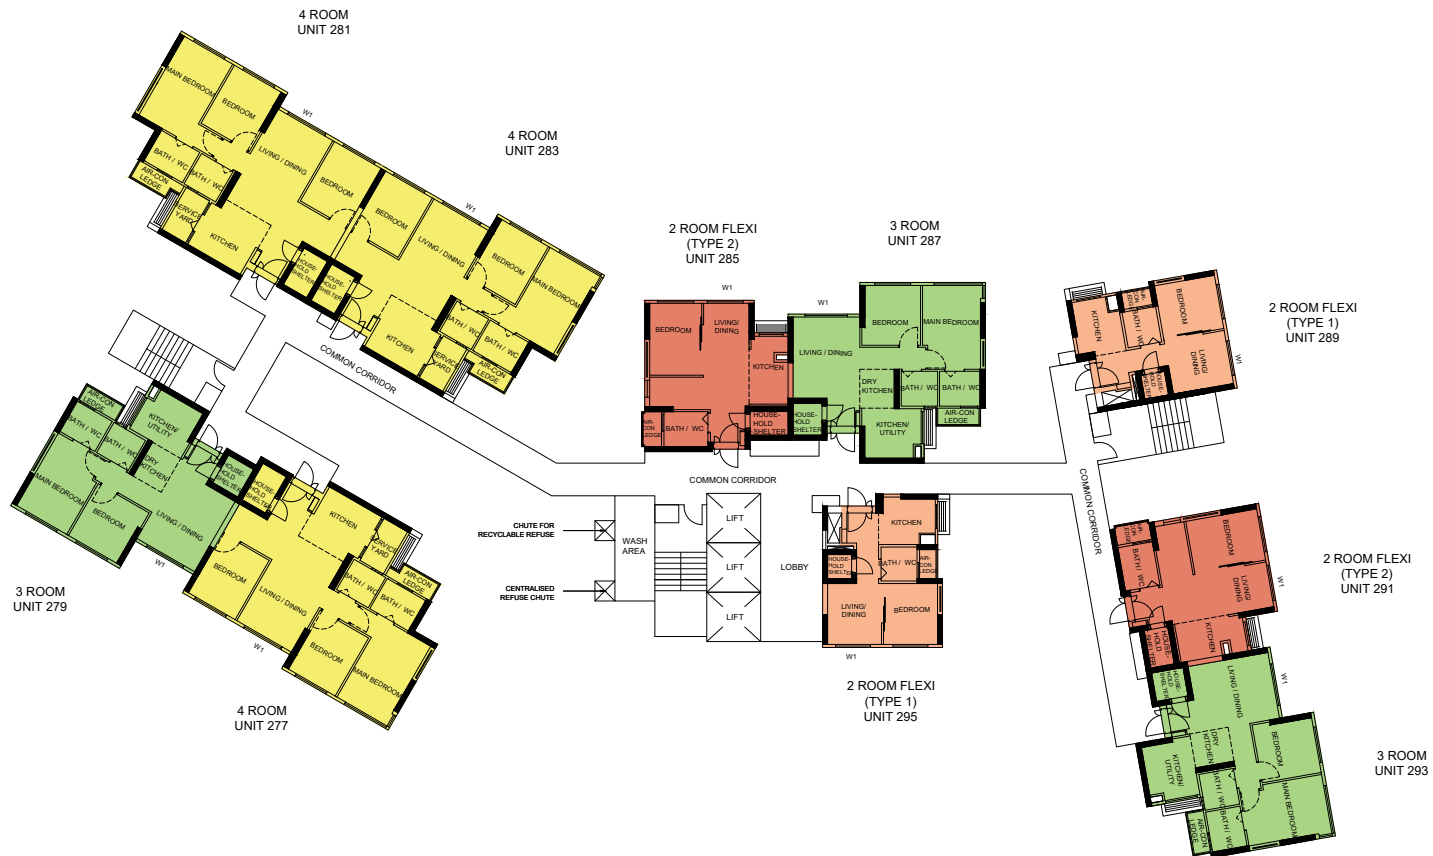 4 ROOM
UNIT 281
MAIN BEDROOM
BEDROOM
W1
LIVING / DINING
BEDROOM
BATH / WC
BATH / WC
AIR-CON
LEDGE
SERVICE
YARD
KITCHEN
HOUSE-
HOLD
SHELTER
4 ROOM
UNIT 283
BEDROOM
W1
LIVING / DINING
BEDROOM
MAIN BEDROOM
HOUSE-
HOLD
SHELTER
KITCHEN
BATH / WC
BATH / WC
SERVICE
YARD
AIR-CON
LEDGE
COMMON CORRIDOR
2 ROOM FLEXI
(TYPE 2)
UNIT 285
W1
BEDROOM
LIVING/
DINING
KITCHEN
AIR-
CON
LEDGE
BATH / WC
HOUSE-
HOLD
SHELTER
3 ROOM
UNIT 287
W1
LIVING / DINING
BEDROOM
MAIN BEDROOM
DRY
KITCHEN
BATH / WC
BATH / WC
HOUSE-
HOLD
SHELTER
KITCHEN/
UTILITY
AIR-CON
LEDGE
2 ROOM FLEXI
(TYPE 1)
UNIT 289
KITCHEN
AIR-
CON
LEDGE
BATH / WC
BEDROOM
LIVING/
DINING
W1
HOUSE-
HOLD
SHELTER
AIR-CON
LEDGE
BATH / WC
BATH / WC
KITCHEN/
UTILITY
DRY
KITCHEN
HOUSE-
HOLD
SHELTER
MAIN BEDROOM
BEDROOM
LIVING / DINING
W1
3 ROOM
UNIT 279
HOUSE-
HOLD
SHELTER
KITCHEN
SERVICE
YARD
BEDROOM
LIVING / DINING
BATH / WC
BATH / WC
AIR-CON
LEDGE
W1
BEDROOM
MAIN BEDROOM
4 ROOM
UNIT 277
COMMON CORRIDOR
CHUTE FOR
RECYCLABLE REFUSE
CENTRALISED
REFUSE CHUTE
WASH
AREA
LIFT
LIFT
LIFT
LOBBY
KITCHEN
HOUSE-
HOLD
SHELTER
BATH / WC
AIR-
CON
LEDGE
LIVING/
DINING
BEDROOM
W1
2 ROOM FLEXI
(TYPE 1)
UNIT 295
COMMON CORRIDOR
AIR-
CON
LEDGE
BATH / WC
BEDROOM
LIVING/
DINING
W1
KITCHEN
HOUSE-
HOLD
SHELTER
2 ROOM FLEXI
(TYPE 2)
UNIT 291
HOUSE-
HOLD
SHELTER
LIVING / DINING
W1
DRY
KITCHEN
KITCHEN/
UTILITY
BEDROOM
BATH / WC
BATH / WC
MAIN BEDROOM
AIR-CON
LEDGE
3 ROOM
UNIT 293